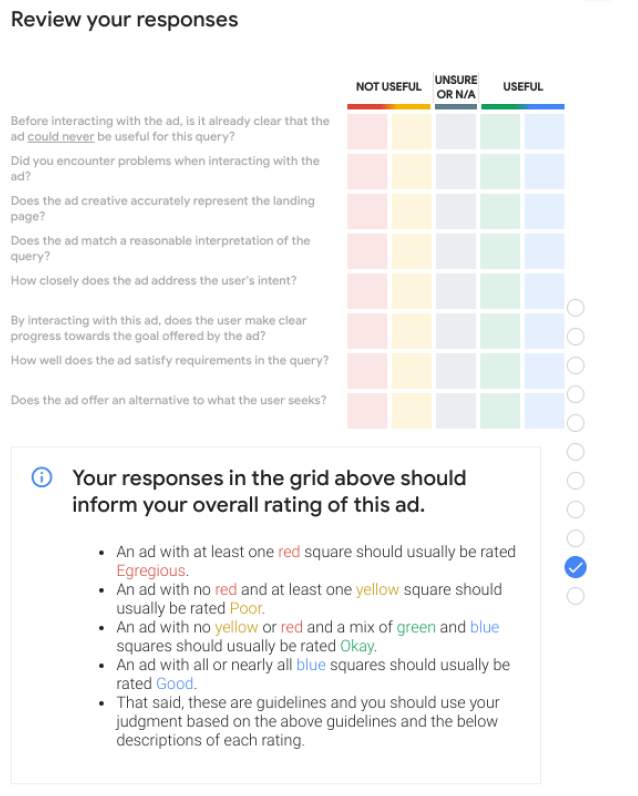 Review your responses
NOT USEFUL
UNSURE
OR N/A
USEFUL
Before interacting with the ad, is it already clear that the
ad could never be useful for this query?
Did you encounter problems when interacting with the
ad?
Does the ad creative accurately represent the landing
page?
Does the ad match a reasonable interpretation of the
query?
How closely does the ad address the user's intent?
By interacting with this ad, does the user make clear
progress towards the goal offered by the ad?
How well does the ad satisfy requirements in the query?
Does the ad offer an alternative to what the user seeks?
Your responses in the grid above should
inform your overall rating of this ad.
• An ad with at least one red square should usually be rated
Egregious.
• An ad with no red and at least one yellow square should
usually be rated Poor.
• An ad with no yellow or red and a mix of green and blue
squares should usually be rated Okay.
• An ad with all or nearly all blue squares should usually be
rated Good.
• That said, these are guidelines and you should use your
judgment based on the above guidelines and the below
descriptions of each rating.